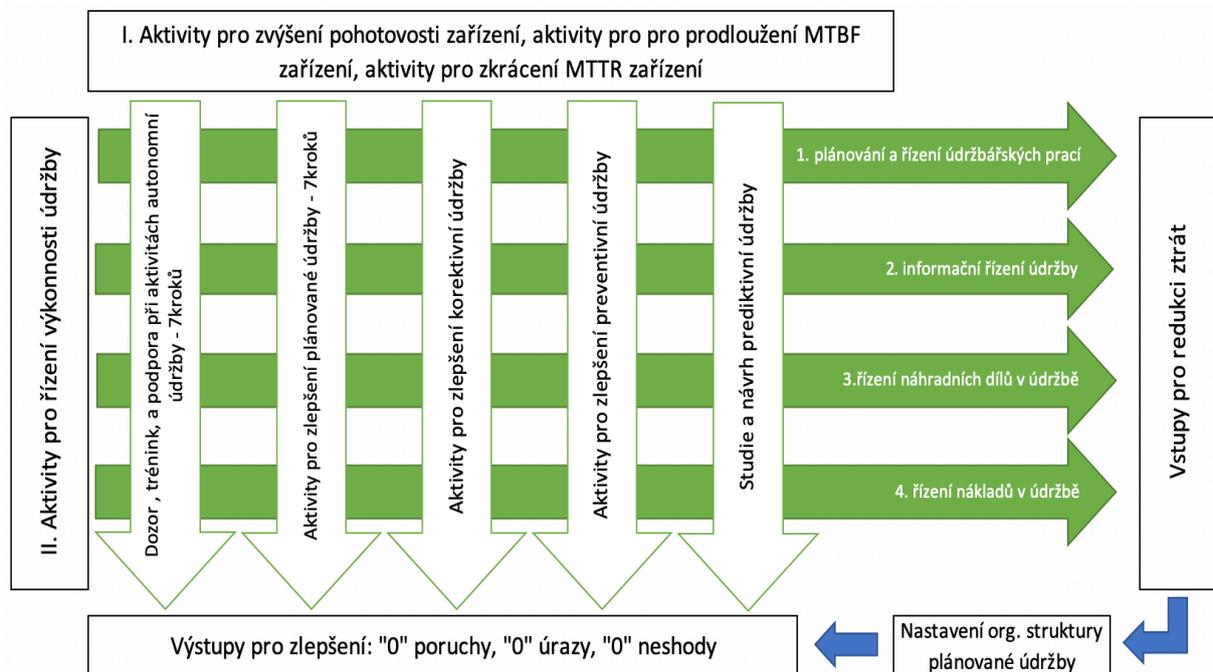 I. Aktivity pro zvýšení pohotovosti zařízení, aktivity pro pro prodloužení MTBF
zařízení, aktivity pro zkrácení MTTR zařízení
II. Aktivity pro řízení výkonnosti údržby
Dozor , trénink, a podpora při aktivitách autonomní
údržby - 7kroků
Aktivity pro zlepšení plánované údržby - 7kroků
Aktivity pro zlepšení korektivní údržby
Aktivity pro zlepšení preventivní údržby
Studie a návrh prediktivní údržby
1. plánování a řízení údržbářských prací
2. informační řízení údržby
3.řízení náhradních dílů v údržbě
4. řízení nákladů v údržbě
Vstupy pro redukci ztrát
Výstupy pro zlepšení: "0" poruchy, "0" úrazy, "0" neshody
Nastavení org. struktury
plánované údržby